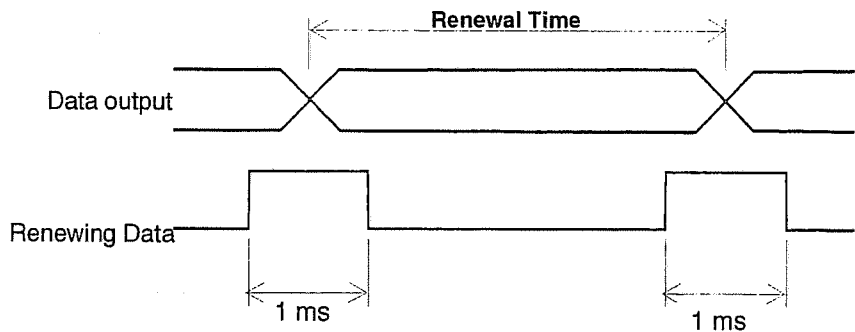 Renewal Time
Data output
Renewing Data
1 ms
1 ms